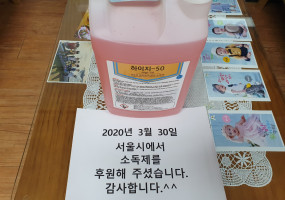 하이지-50
2020년 3월 30일
서울시에서
소독제를
후원해 주셨습니다.
감사합니다.^^